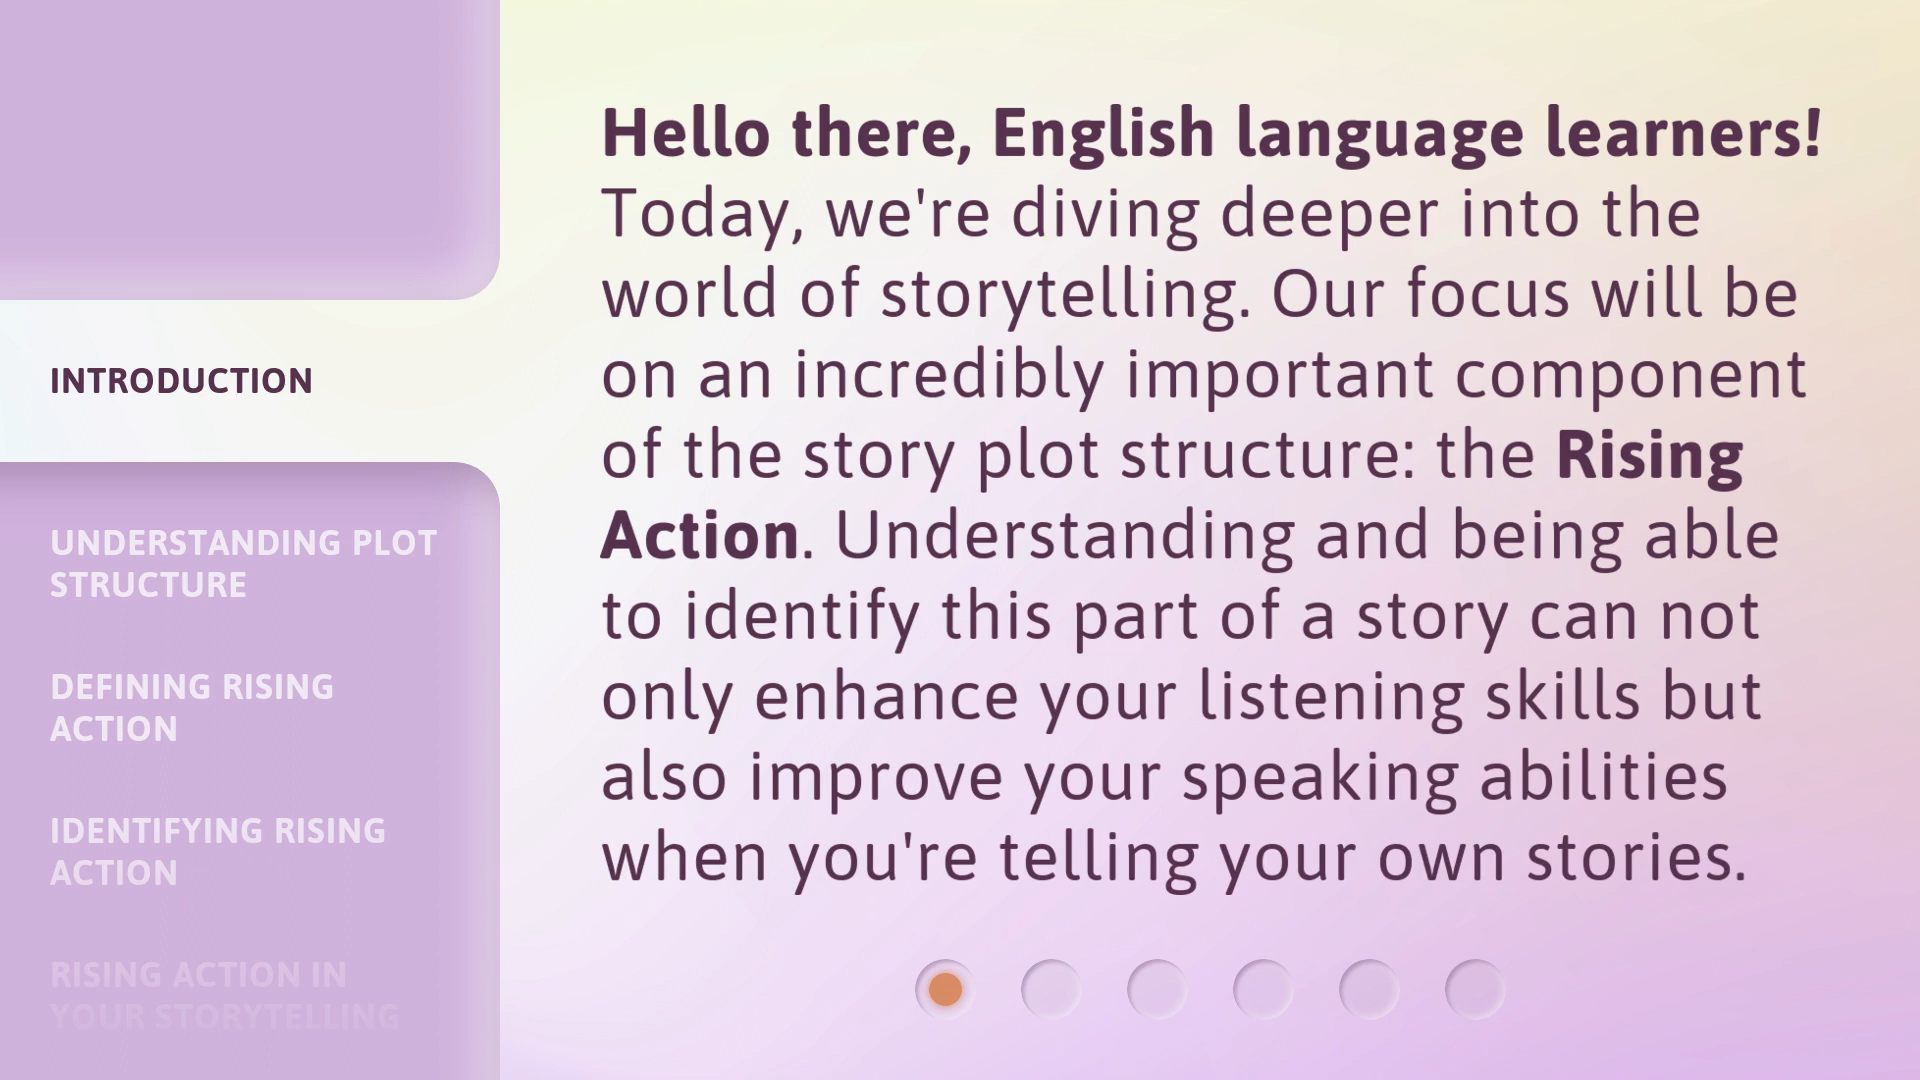 INTRODUCTION
UNDERSTANDING PLOT
STRUCTURE
DEFINING RISING
ACTION
IDENTIFYING RISING
ACTION
RISING ACTION IN
YOUR STORYTELLING
Hello there, English language learners!
Today, we're diving deeper into the
world of storytelling. Our focus will be
on an incredibly important component
of the story plot structure: the Rising
Action. Understanding and being able
to identify this part of a story can not
only enhance your listening skills but
also improve your speaking abilities
when you're telling your own stories.